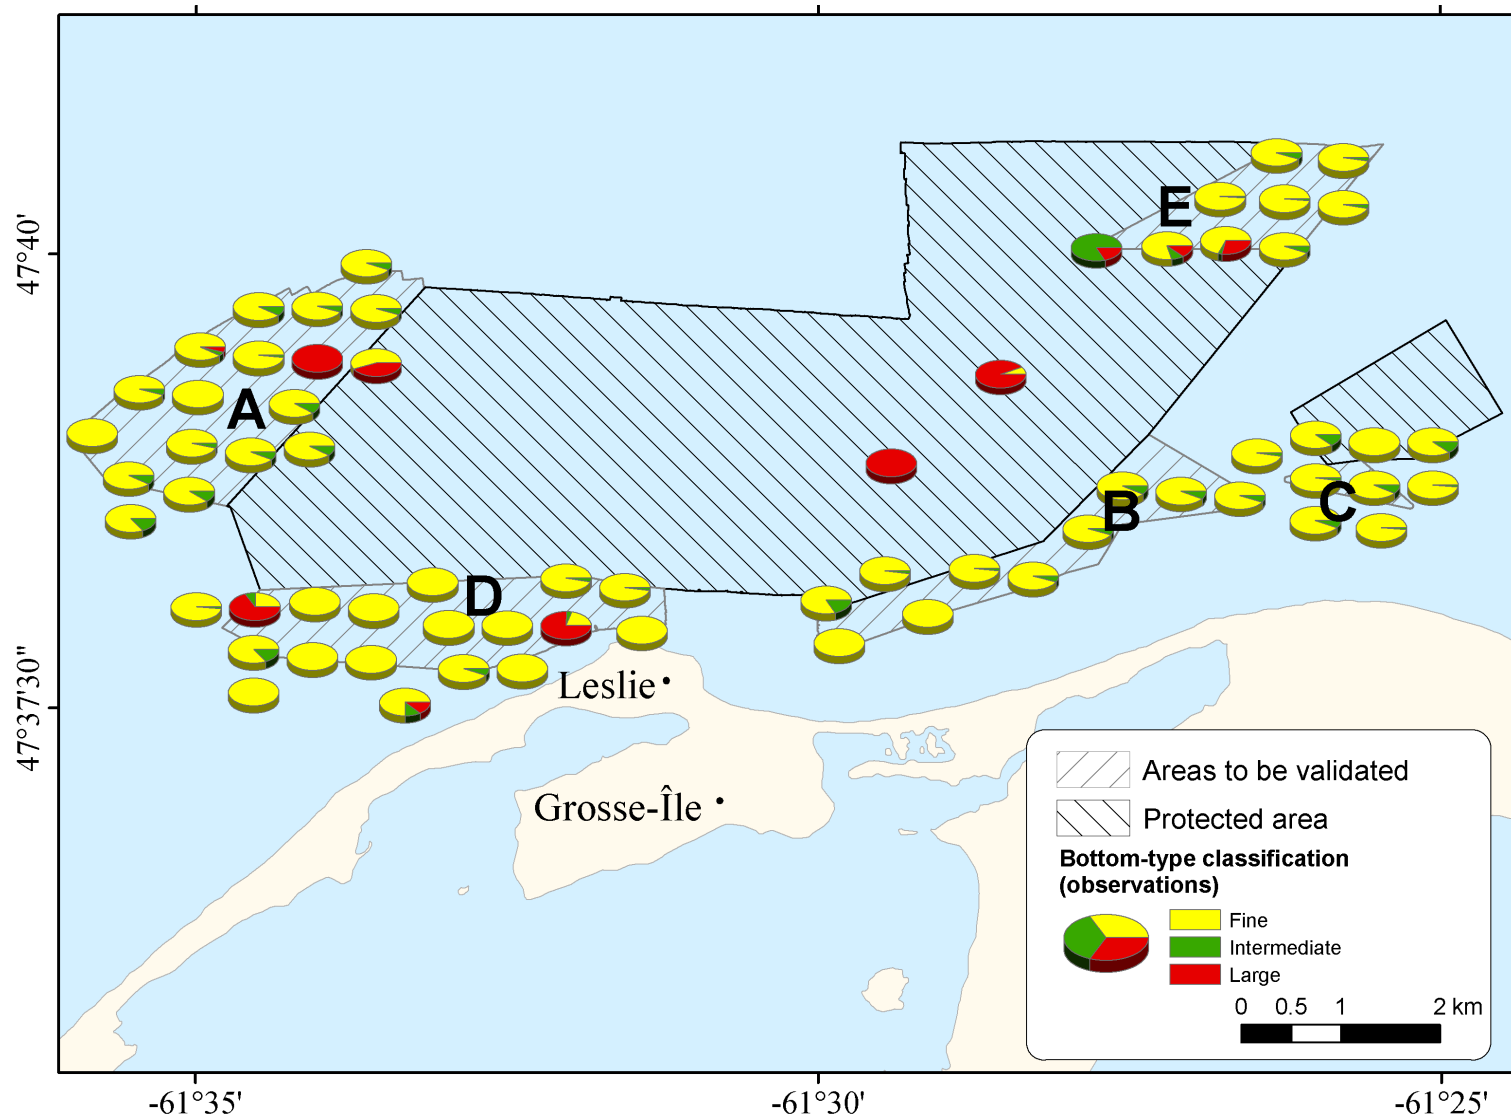 47°40'
47°37'30"
E
A
B
C
D
Leslie
Grosse-Île
Areas to be validated
Protected area
Bottom-type classification
(observations)
Fine
Intermediate
Large
0 0.5 1 2 km
-61°35' -61°30' -61°25'